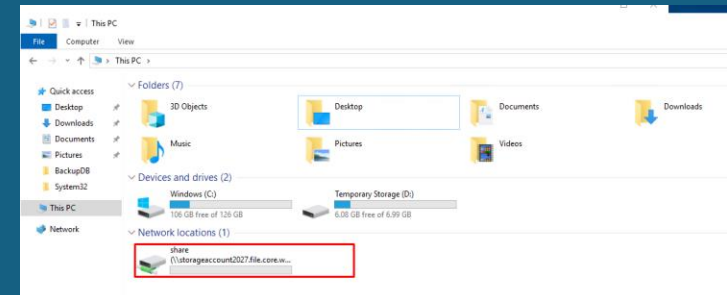 This PC
File Computer View
This PC
Quick access
Desktop
Downloads
Documents
Pictures
BackupDB
System32
This PC
Network
Folders (7)
3D Objects Desktop Documents Downloads
Music Pictures Videos
Devices and drives (2)
Windows (C:) Temporary Storage (D:)
106 GB free of 126 GB 6.08 GB free of 6.99 GB
Network locations (1)
share
(\\storageaccount2027.file.core.w...